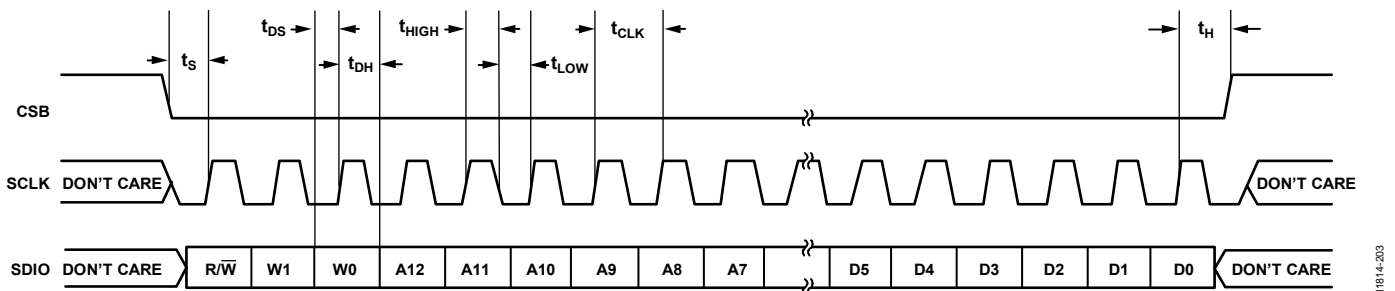 tDS tHIGH tCLK tH
tS tDH tLOW
CSB
SCLK DON'T CARE DON'T CARE
SDIO DON'T CARE R/W̅ W1 W0 A12 A11 A10 A9 A8 A7 D5 D4 D3 D2 D1 D0 DON'T CARE
11814-203